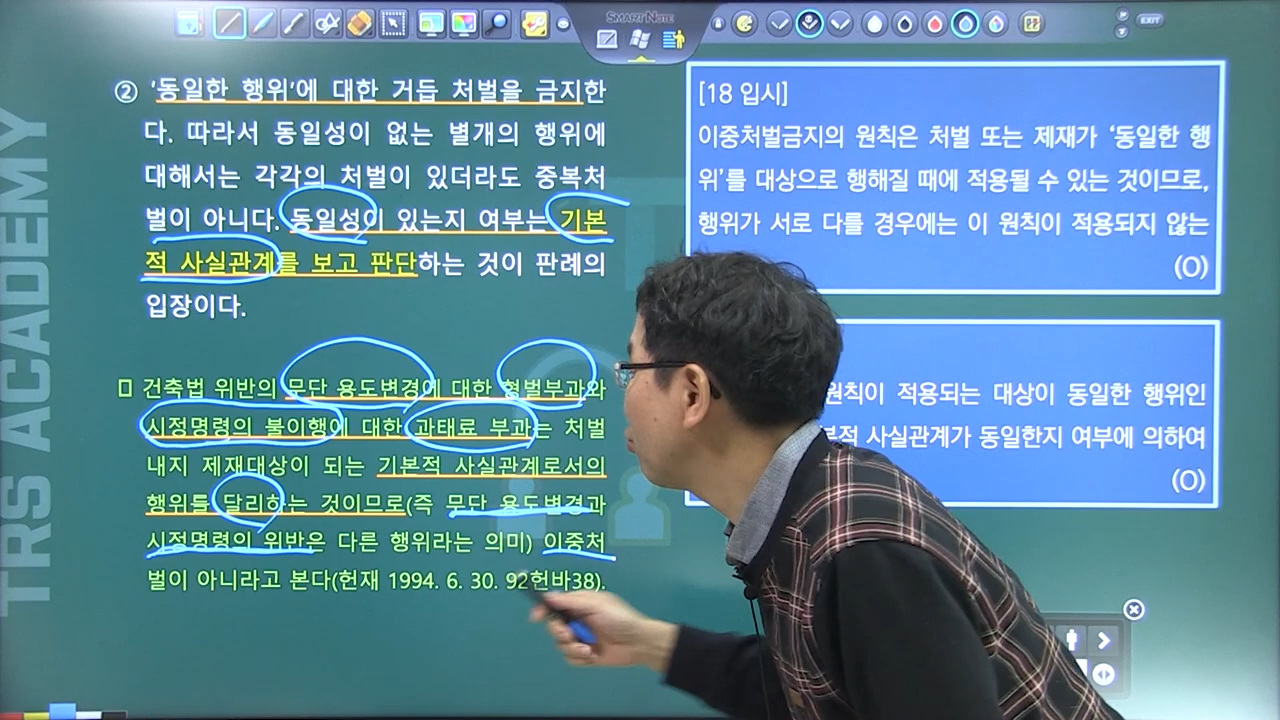 SMART NOTE
EXIT
② '동일한 행위'에 대한 거듭 처벌을 금지한
다. 따라서 동일성이 없는 별개의 행위에
대해서는 각각의 처벌이 있더라도 중복처
벌이 아니다. 동일성이 있는지 여부는 기본
적 사실관계를 보고 판단하는 것이 판례의
입장이다.
□ 건축법 위반의 무단 용도변경에 대한 형벌부과와
시정명령의 불이행에 대한 과태료 부과는 처벌
내지 제재대상이 되는 기본적 사실관계로서의
행위를 달리하는 것이므로(즉 무단 용도변경과
시정명령의 위반은 다른 행위라는 의미) 이중처
벌이 아니라고 본다(헌재 1994. 6. 30. 92헌바38).
[18 입시]
이중처벌금지의 원칙은 처벌 또는 제재가 '동일한 행
위'를 대상으로 행해질 때에 적용될 수 있는 것이므로,
행위가 서로 다를 경우에는 이 원칙이 적용되지 않는
(O)
원칙이 적용되는 대상이 동일한 행위인
사실관계가 동일한지 여부에 의하여
(O)
TRS ACADEMY